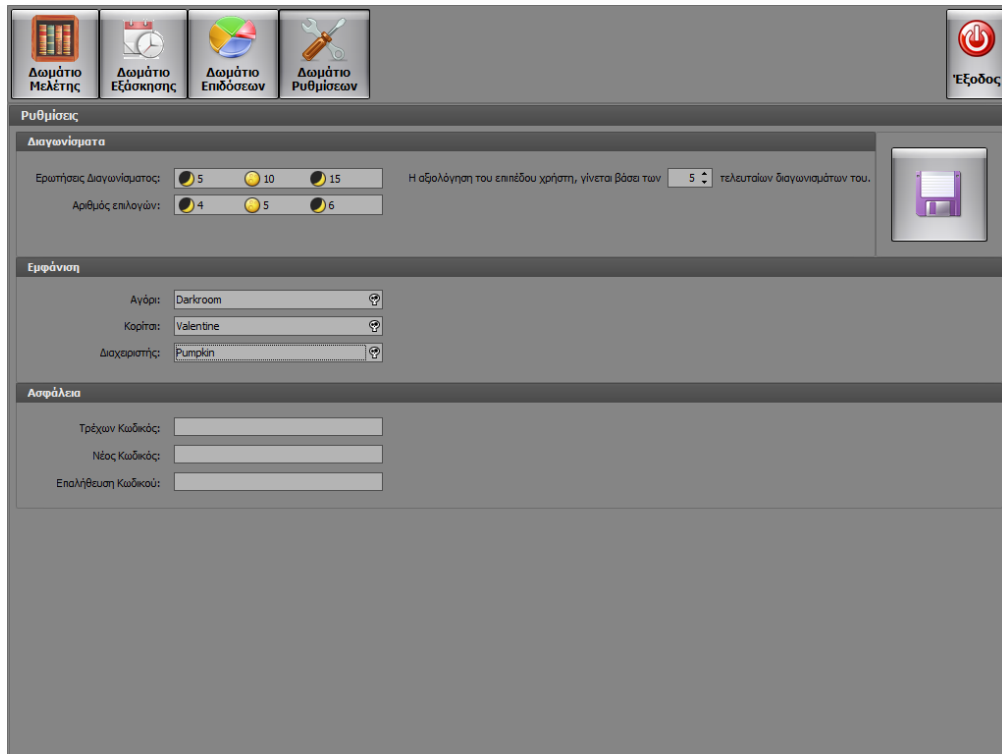 Δωμάτιο Μελέτης
Δωμάτιο Εξάσκησης
Δωμάτιο Επιδόσεων
Δωμάτιο Ρυθμίσεων
Έξοδος
Ρυθμίσεις
Διαγωνίσματα
Ερωτήσεις Διαγωνίσματος: 5 10 15 Η αξιολόγηση του επιπέδου χρήστη, γίνεται βάσει των 5 τελευταίων διαγωνισμάτων του.
Αριθμός επιλογών: 4 5 6
Εμφάνιση
Αγόρι: Darkroom
Κορίτσι: Valentine
Διαχειριστής: Pumpkin
Ασφάλεια
Τρέχων Κωδικός:
Νέος Κωδικός:
Επαλήθευση Κωδικού: